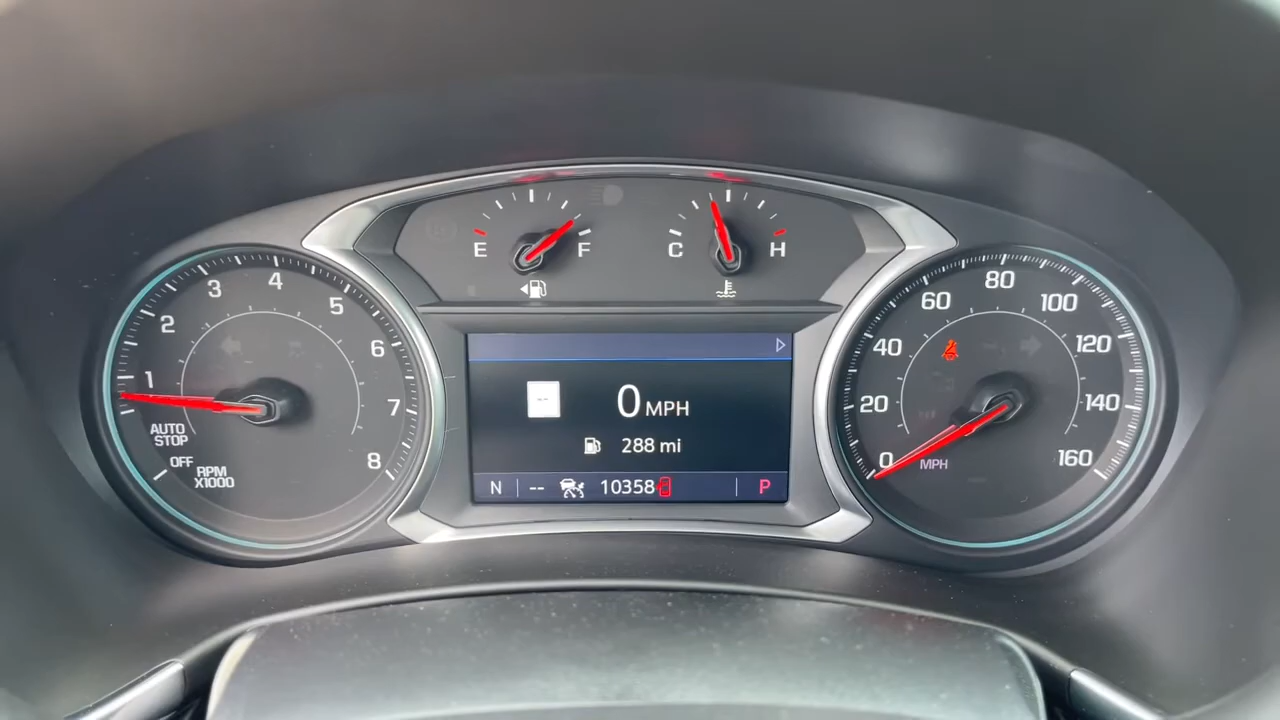 E F
C H
1 2 3 4 5 6 7 8
AUTO
STOP
OFF
RPM
X1000
--
0 MPH
288 mi
N -- 10358 P
0 20 40 60 80 100 120 140 160
MPH